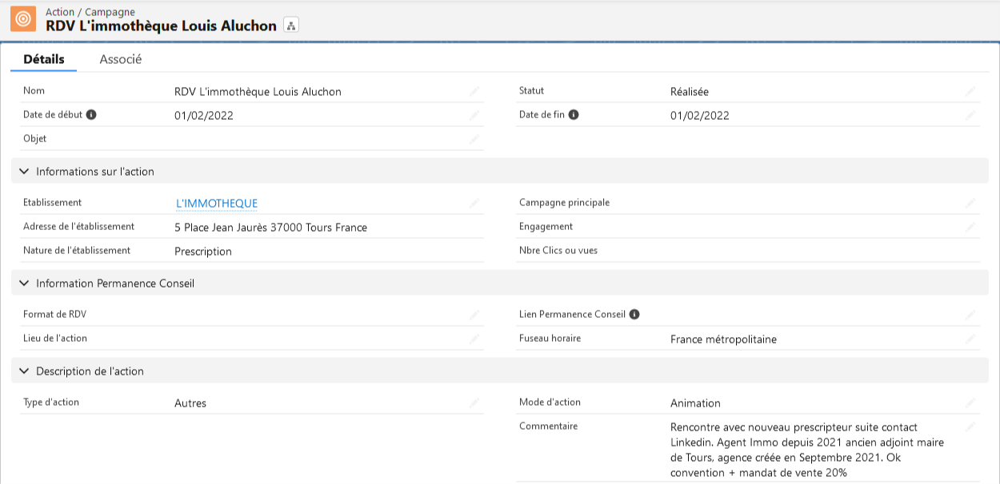 Action / Campagne
RDV L'immothèque Louis Aluchon
Détails Associé
Nom RDV L'immothèque Louis Aluchon Statut Réalisée
Date de début 01/02/2022 Date de fin 01/02/2022
Objet
Informations sur l'action
Etablissement L'IMMOTHEQUE Campagne principale
Adresse de l'établissement 5 Place Jean Jaurès 37000 Tours France Engagement
Nature de l'établissement Prescription Nbre Clics ou vues
Information Permanence Conseil
Format de RDV Lien Permanence Conseil
Lieu de l'action Fuseau horaire France métropolitaine
Description de l'action
Type d'action Autres Mode d'action Animation
Commentaire Rencontre avec nouveau prescripteur suite contact
Linkedin. Agent Immo depuis 2021 ancien adjoint maire
de Tours, agence créée en Septembre 2021. Ok
convention + mandat de vente 20%